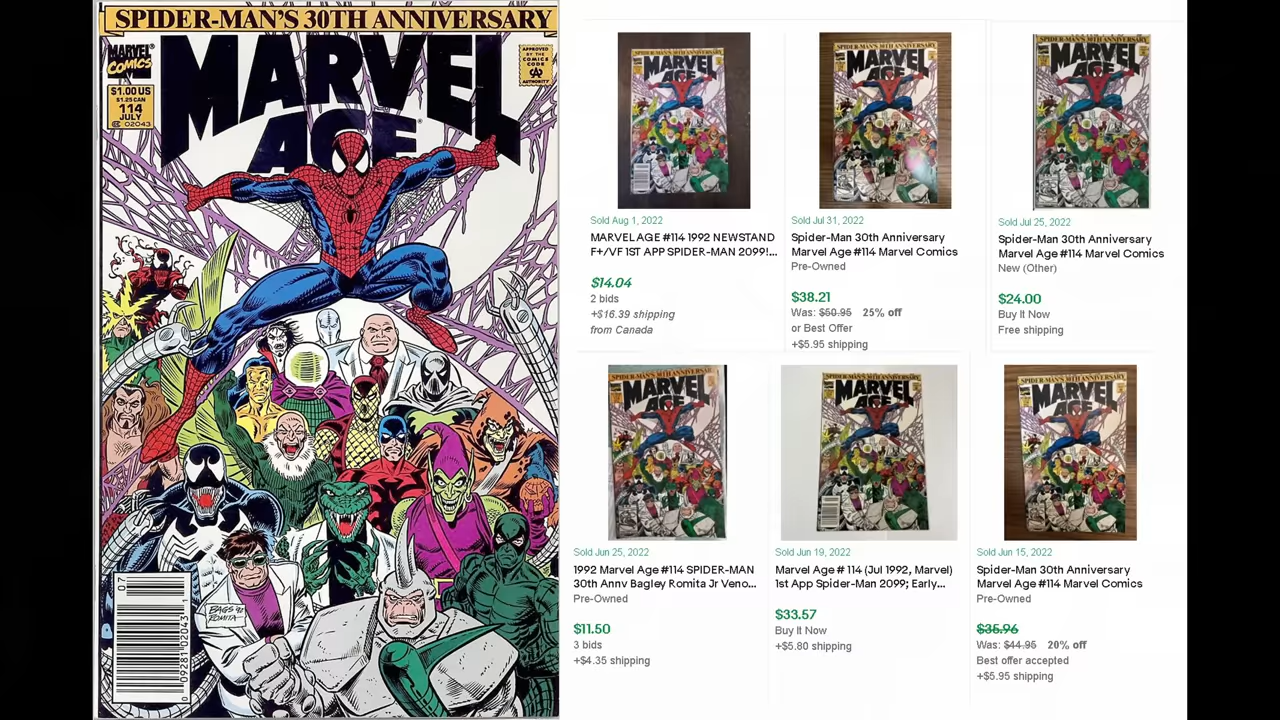 SPIDER-MAN'S 30TH ANNIVERSARY
MARVEL
AGE
MARVEL
COMICS
$1.00 US
$1.25 CAN
114
JULY
02043
APPROVED
BY THE
COMICS
CODE
AUTHORITY
07
0 09281 02043 1
BAGS '92
ROMITA
Sold Aug 1, 2022
MARVEL AGE #114 1992 NEWSTAND
F+/VF 1ST APP SPIDER-MAN 2099!...
$14.04
2 bids
+$16.39 shipping
from Canada
Sold Jul 31, 2022
Spider-Man 30th Anniversary
Marvel Age #114 Marvel Comics
Pre-Owned
$38.21
Was: $50.95 25% off
or Best Offer
+$5.95 shipping
Sold Jul 25, 2022
Spider-Man 30th Anniversary
Marvel Age #114 Marvel Comics
New (Other)
$24.00
Buy It Now
Free shipping
Sold Jun 25, 2022
1992 Marvel Age #114 SPIDER-MAN
30th Annv Bagley Romita Jr Veno...
Pre-Owned
$11.50
3 bids
+$4.35 shipping
Sold Jun 19, 2022
Marvel Age # 114 (Jul 1992, Marvel)
1st App Spider-Man 2099; Early...
$33.57
Buy It Now
+$5.80 shipping
Sold Jun 15, 2022
Spider-Man 30th Anniversary
Marvel Age #114 Marvel Comics
Pre-Owned
$35.96
Was: $44.95 20% off
Best offer accepted
+$5.95 shipping